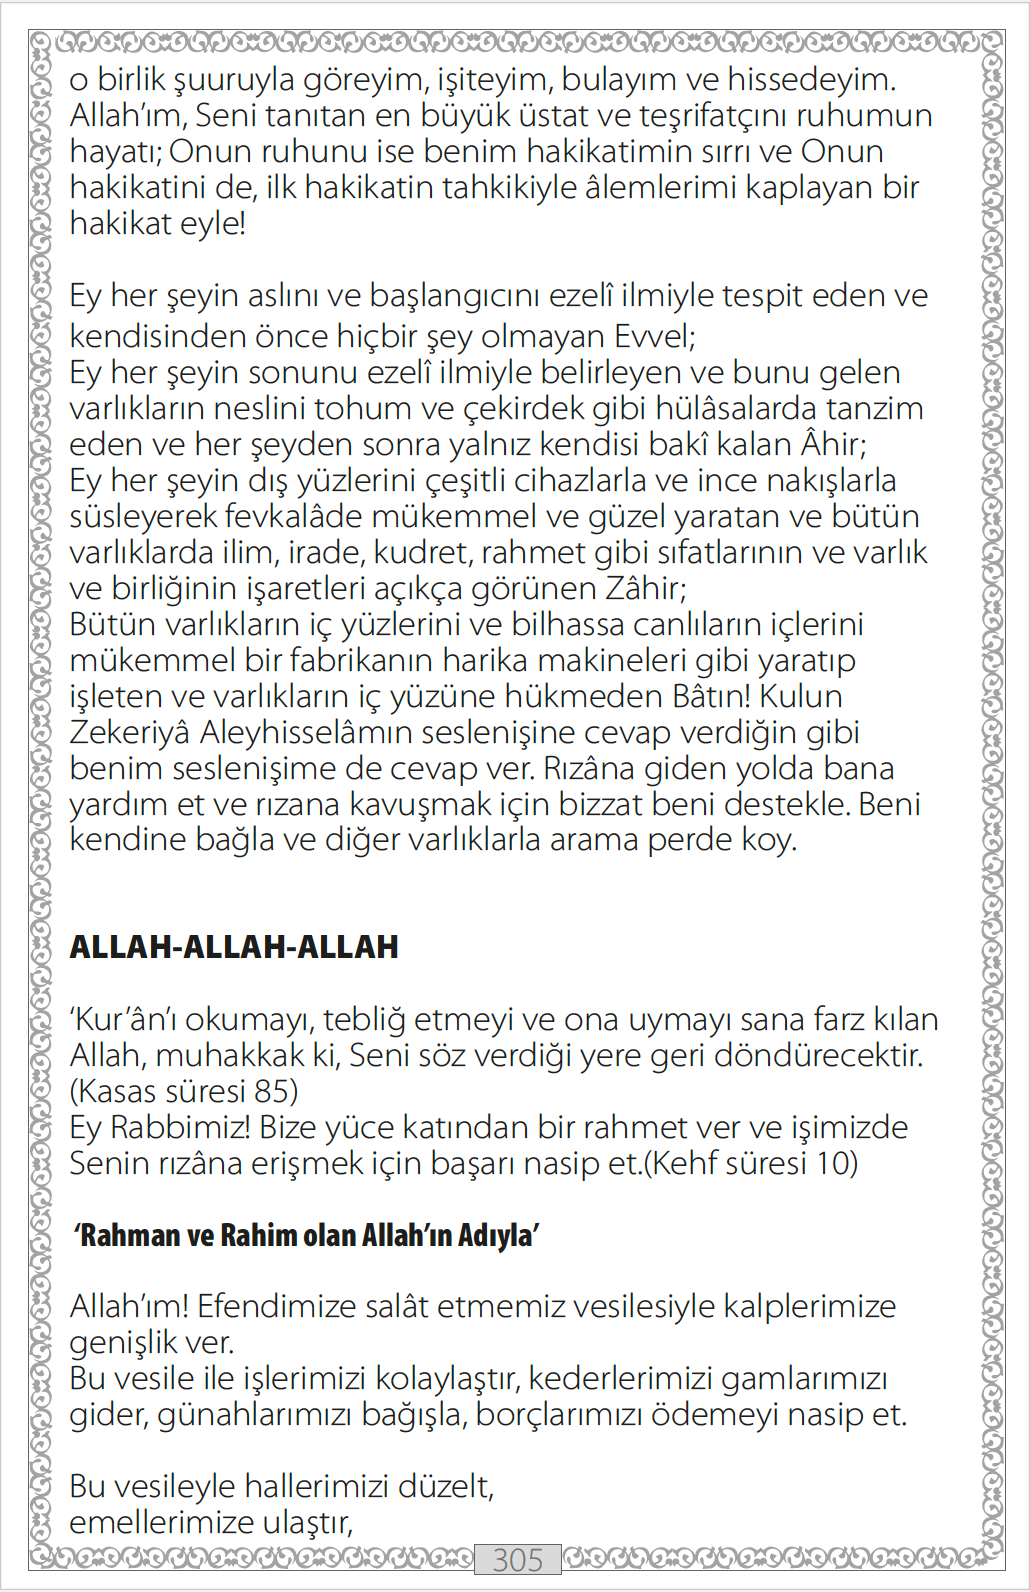 o birlik şuuruyla göreyim, işiteyim, bulayım ve hissedeyim.
Allah’ım, Seni tanıtan en büyük üstat ve teşrifatçını ruhumun
hayatı; Onun ruhunu ise benim hakikatimin sırrı ve Onun
hakikatini de, ilk hakikatin tahkikiyle âlemlerimi kaplayan bir
hakikat eyle!
Ey her şeyin aslını ve başlangıcını ezelî ilmiyle tespit eden ve
kendisinden önce hiçbir şey olmayan Evvel;
Ey her şeyin sonunu ezelî ilmiyle belirleyen ve bunu gelen
varlıkların neslini tohum ve çekirdek gibi hülâsalarda tanzim
eden ve her şeyden sonra yalnız kendisi bakî kalan Âhir;
Ey her şeyin dış yüzlerini çeşitli cihazlarla ve ince nakışlarla
süsleyerek fevkalâde mükemmel ve güzel yaratan ve bütün
varlıklarda ilim, irade, kudret, rahmet gibi sıfatlarının ve varlık
ve birliğinin işaretleri açıkça görünen Zâhir;
Bütün varlıkların iç yüzlerini ve bilhassa canlıların içlerini
mükemmel bir fabrikanın harika makineleri gibi yaratıp
işleten ve varlıkların iç yüzüne hükmeden Bâtın! Kulun
Zekeriyâ Aleyhisselâmın seslenişine cevap verdiğin gibi
benim seslenişime de cevap ver. Rızâna giden yolda bana
yardım et ve rızana kavuşmak için bizzat beni destekle. Beni
kendine bağla ve diğer varlıklarla arama perde koy.
ALLAH-ALLAH-ALLAH
‘Kur’ân’ı okumayı, tebliğ etmeyi ve ona uymayı sana farz kılan
Allah, muhakkak ki, Seni söz verdiği yere geri döndürecektir.
(Kasas süresi 85)
Ey Rabbimiz! Bize yüce katından bir rahmet ver ve işimizde
Senin rızâna erişmek için başarı nasip et.(Kehf süresi 10)
‘Rahman ve Rahim olan Allah’ın Adıyla’
Allah’ım! Efendimize salât etmemiz vesilesiyle kalplerimize
genişlik ver.
Bu vesile ile işlerimizi kolaylaştır, kederlerimizi gamlarımızı
gider, günahlarımızı bağışla, borçlarımızı ödemeyi nasip et.
Bu vesileyle hallerimizi düzelt,
emellerimize ulaştır,
305